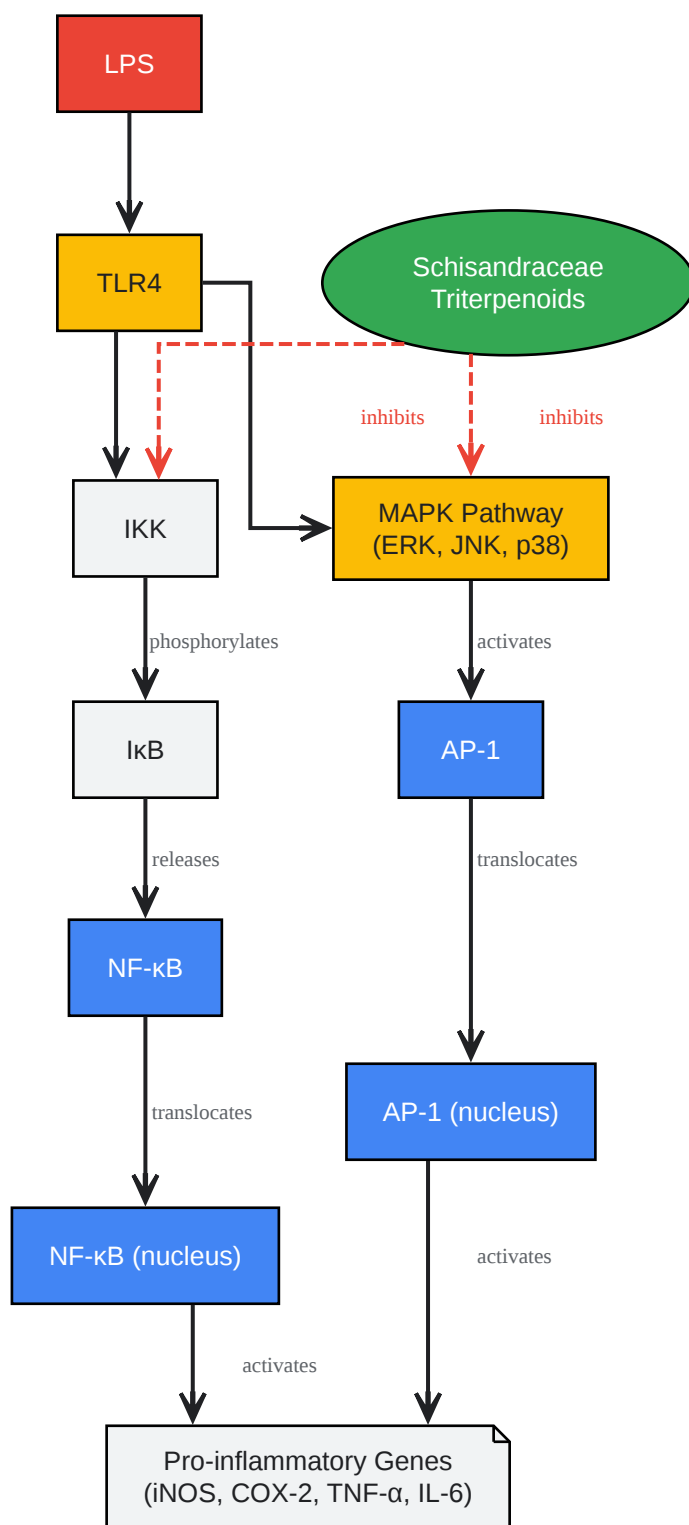 LPS
TLR4
Schisandraceae
Triterpenoids
inhibits
inhibits
IKK
MAPK Pathway
(ERK, JNK, p38)
phosphorylates
activates
IκB
AP-1
releases
translocates
NF-κB
AP-1 (nucleus)
translocates
NF-κB (nucleus)
activates
activates
Pro-inflammatory Genes
(iNOS, COX-2, TNF-α, IL-6)